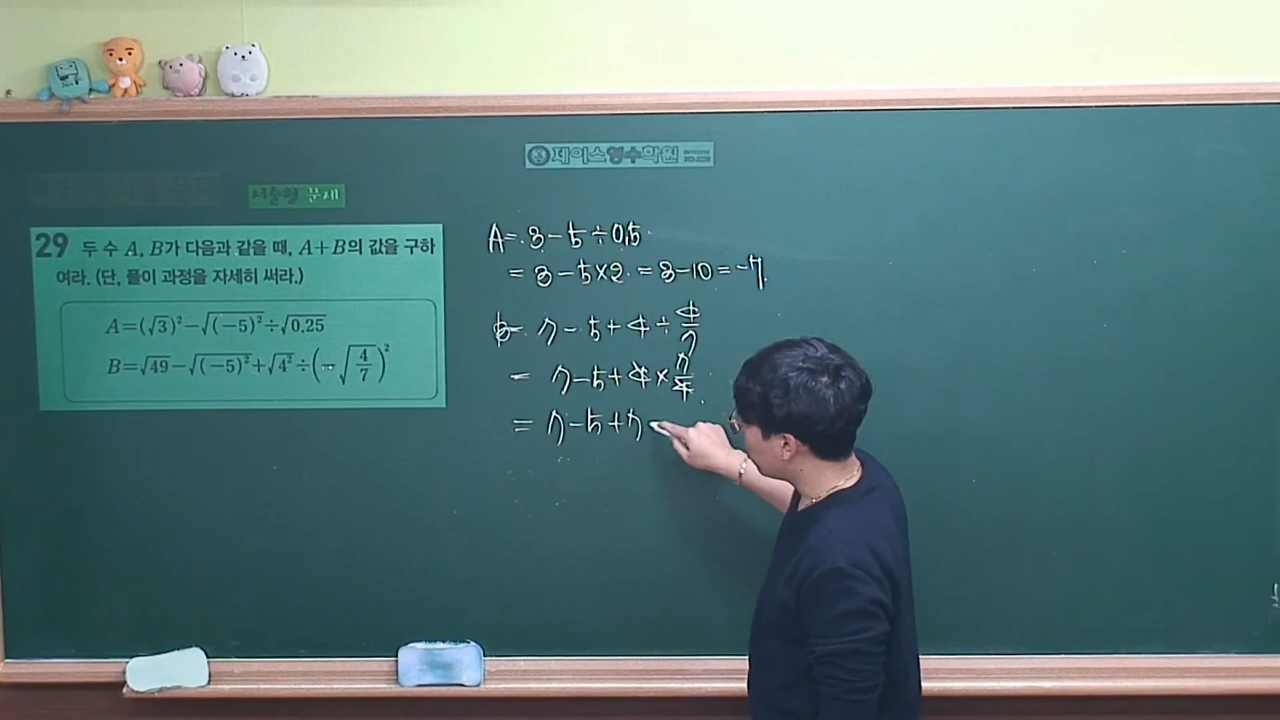 제이스영수학원
서술형 문제
29 두 수 A, B가 다음과 같을 때, A+B의 값을 구하
여라. (단, 풀이 과정을 자세히 써라.)
A=(√3)²-√(-5)²÷√0.25
B=√49-√(-5)²+√4²÷(-√4/7)²
A=3-5÷0.5
=3-5×2=3-10=-7
B= 7-5+4÷4/7
= 7-5+4×7/4
= 7-5+7